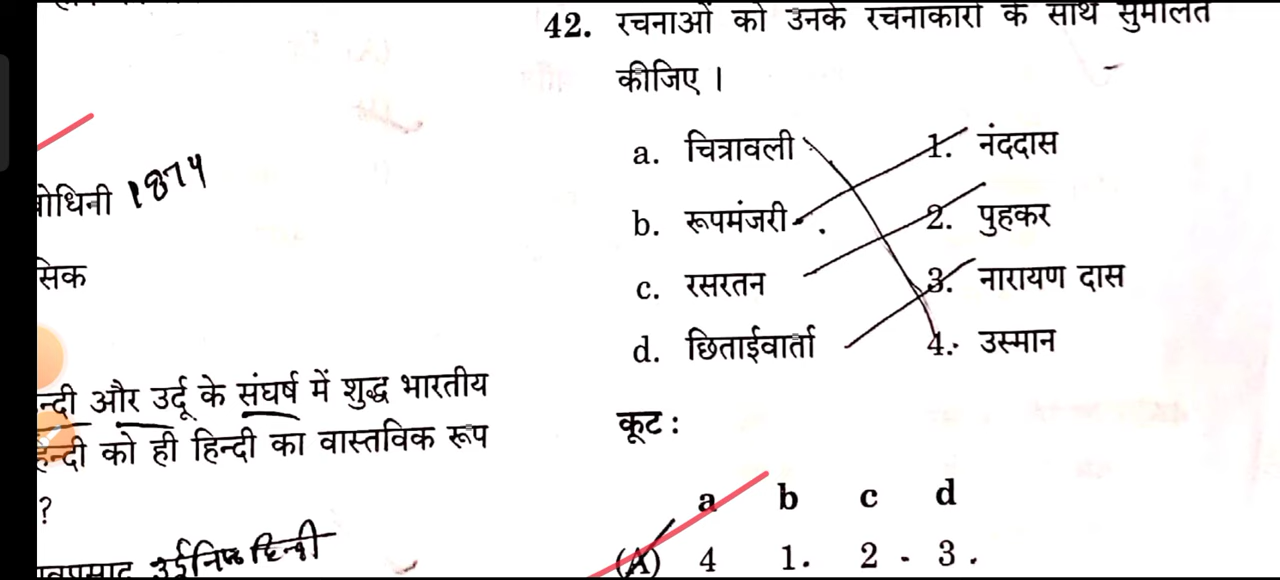 बोधिनी 1874
सिक
न्दी और उर्दू के संघर्ष में शुद्ध भारतीय
हिन्दी को ही हिन्दी का वास्तविक रूप
?
उर्दूनिष्ठ हिन्दी
42. रचनाओं को उनके रचनाकारों के साथ सुमेलित
कीजिए ।
a. चित्रावली 1. नंददास
b. रूपमंजरी 2. पुहकर
c. रसरतन 3. नारायण दास
d. छिताईवार्ता 4. उस्मान
कूट :
a b c d
(A) 4 1. 2 - 3 .